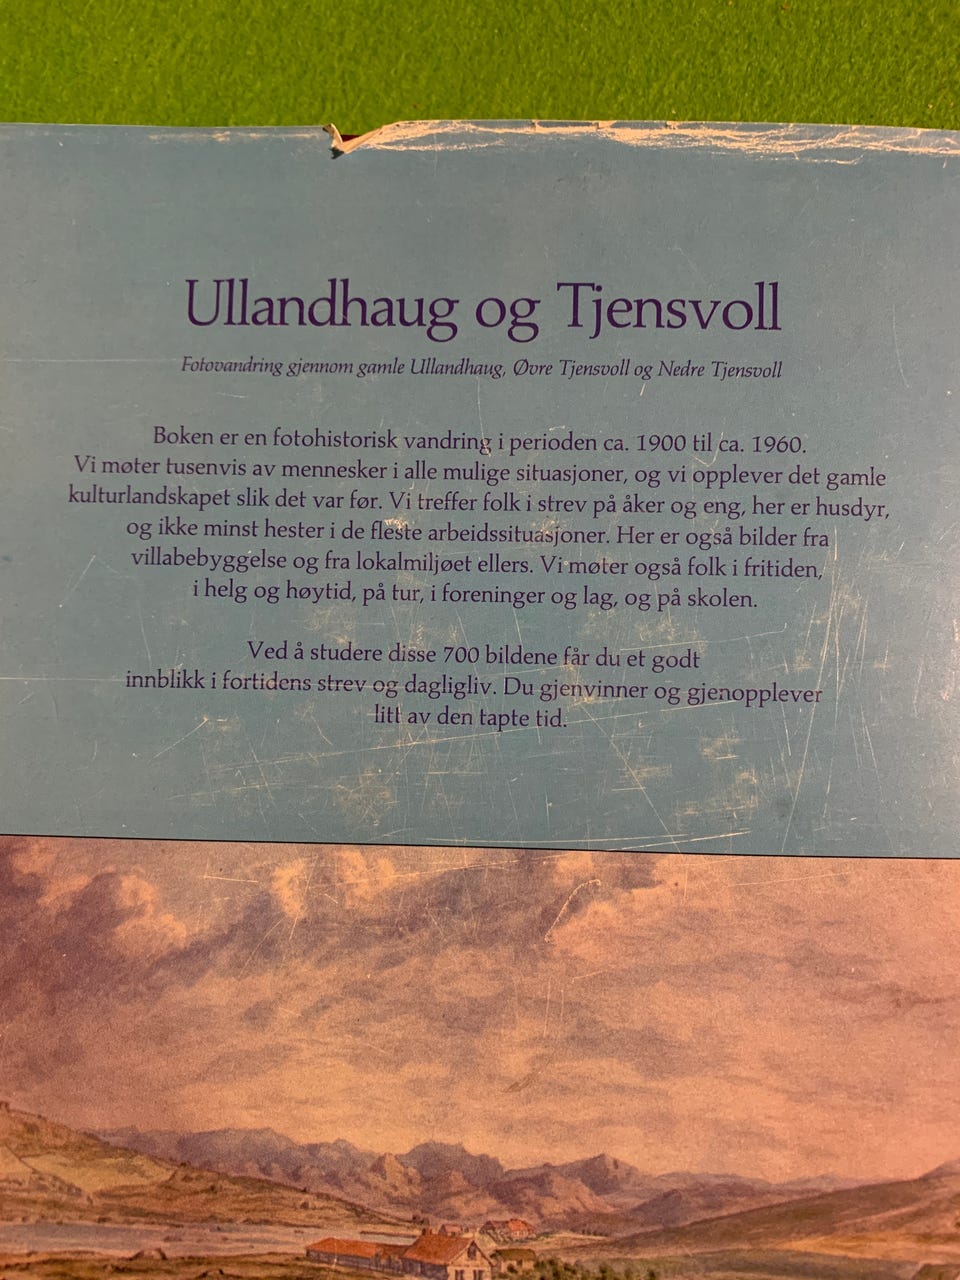 Ullandhaug og Tjensvoll
Fotovandring gjennom gamle Ullandhaug, Øvre Tjensvoll og Nedre Tjensvoll
Boken er en fotohistorisk vandring i perioden ca. 1900 til ca. 1960.
Vi møter tusenvis av mennesker i alle mulige situasjoner, og vi opplever det gamle
kulturlandskapet slik det var før. Vi treffer folk i strev på åker og eng, her er husdyr,
og ikke minst hester i de fleste arbeidssituasjoner. Her er også bilder fra
villabebyggelse og fra lokalmiljøet ellers. Vi møter også folk i fritiden,
i helg og høytid, på tur, i foreninger og lag, og på skolen.
Ved å studere disse 700 bildene får du et godt
innblikk i fortidens strev og dagligliv. Du gjenvinner og gjenopplever
litt av den tapte tid.